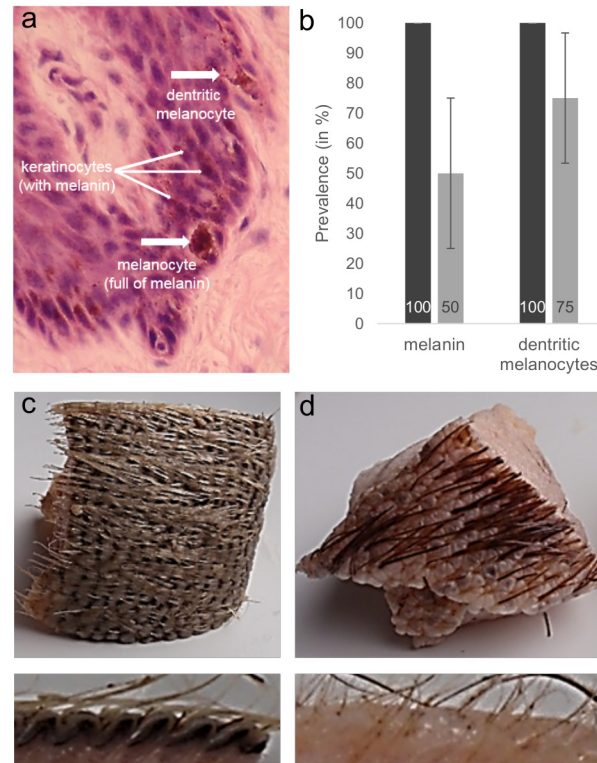 a
dentritic
melanocyte
keratinocytes
(with melanin)
melanocyte
(full of melanin)
b
Prevalence (in %)
100
90
80
70
60
50
40
30
20
10
0
100
50
100
75
melanin
dentritic
melanocytes
c
d